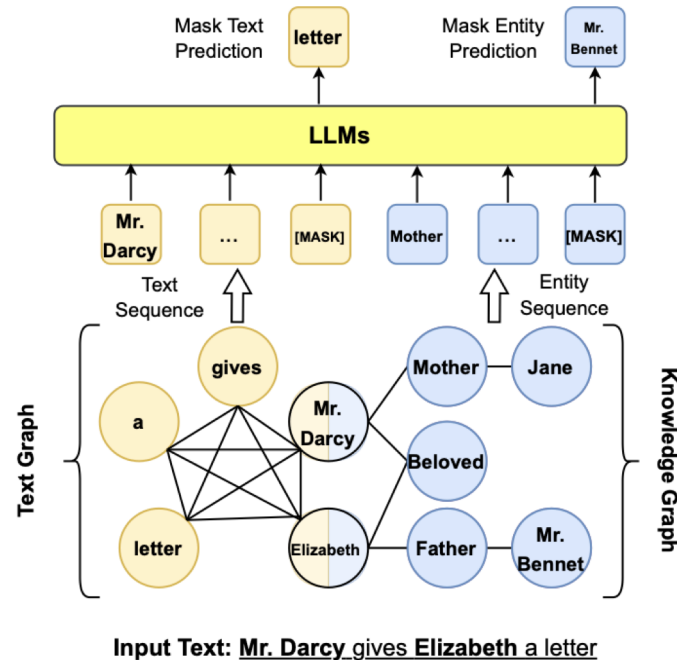 Mask Text
Prediction
letter
Mask Entity
Prediction
Mr.
Bennet
LLMs
Mr.
Darcy
...
[MASK]
Mother
...
[MASK]
Text
Sequence
Entity
Sequence
gives
Mother
Jane
a
Mr.
Darcy
Beloved
letter
Elizabeth
Father
Mr.
Bennet
Text Graph
Knowledge Graph
Input Text: Mr. Darcy gives Elizabeth a letter